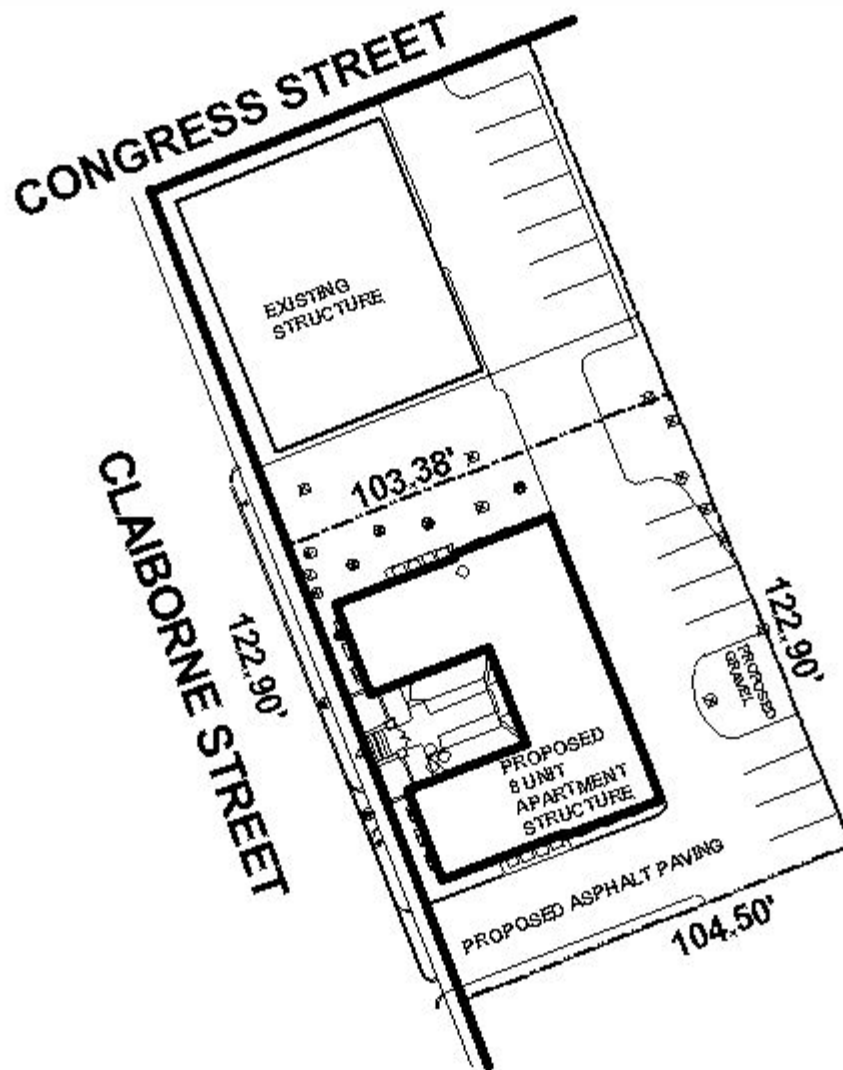 CONGRESS STREET
EXISTING
STRUCTURE
103.38'
CLAIBORNE STREET
122.90'
122.90'
PROPOSED
GRAVEL
PROPOSED
8 UNIT
APARTMENT
STRUCTURE
PROPOSED ASPHALT PAVING
104.50'